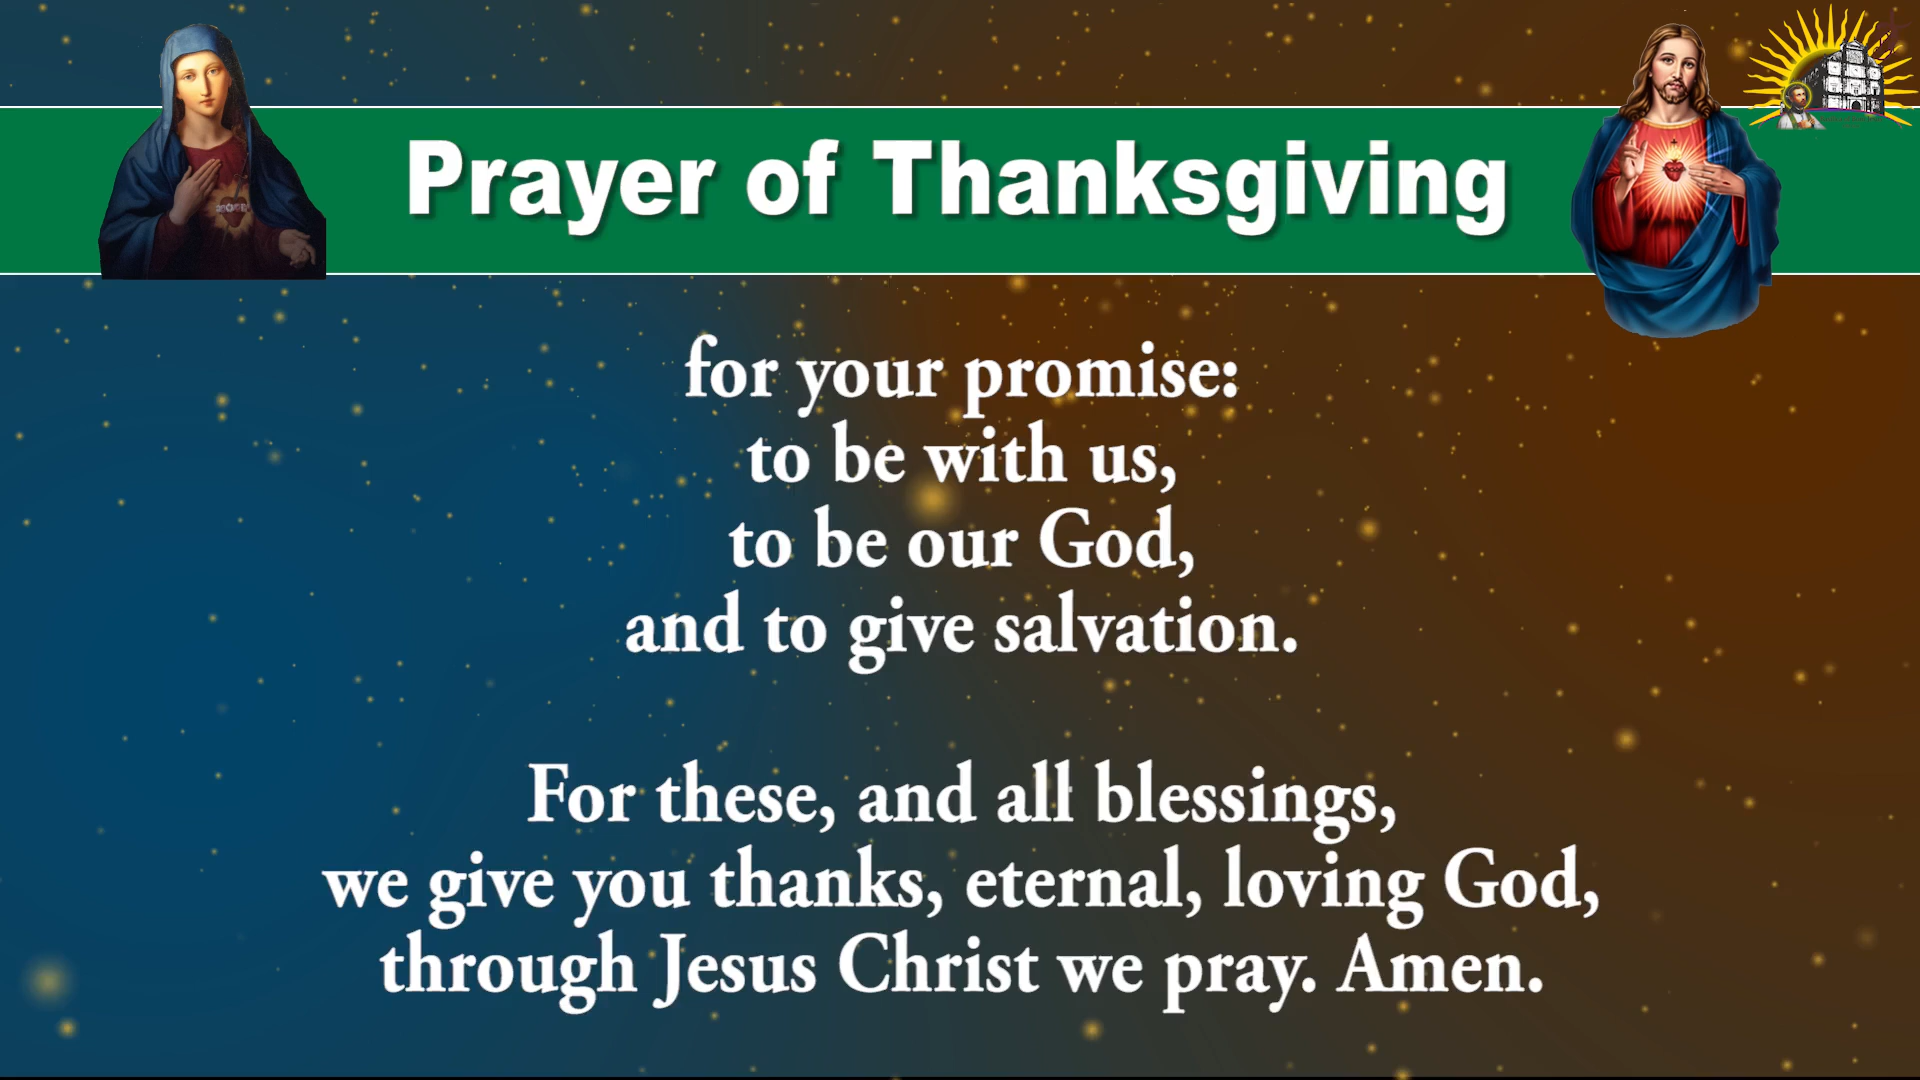 Prayer of Thanksgiving
for your promise:
to be with us,
to be our God,
and to give salvation.
For these, and all blessings,
we give you thanks, eternal, loving God,
through Jesus Christ we pray. Amen.